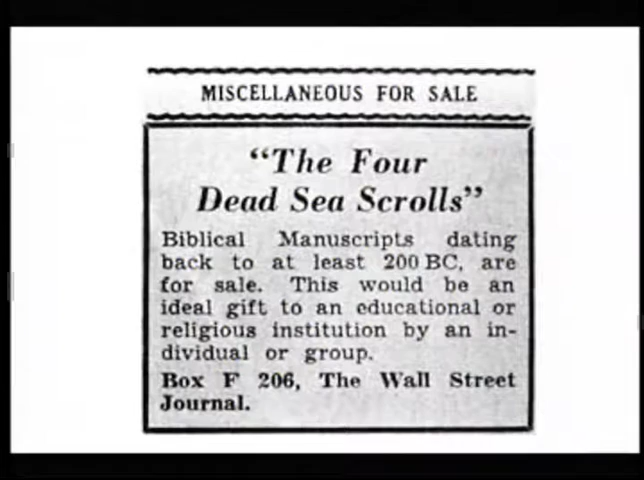 MISCELLANEOUS FOR SALE
“The Four
Dead Sea Scrolls”
Biblical Manuscripts dating
back to at least 200 BC, are
for sale. This would be an
ideal gift to an educational or
religious institution by an in-
dividual or group.
Box F 206, The Wall Street
Journal.